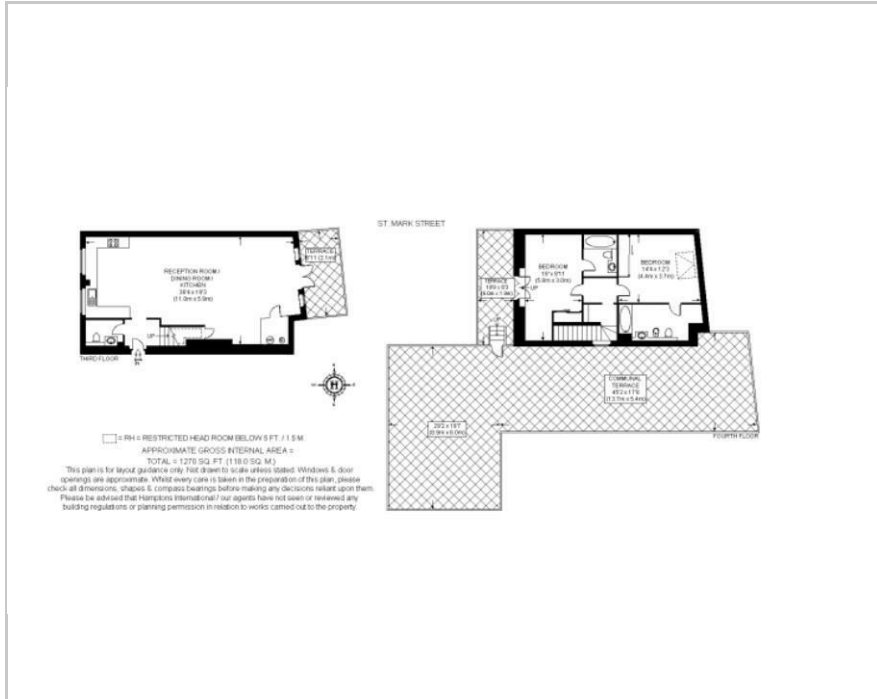 ST. MARK STREET
TERRACE
RECEPTION ROOM /
DINING ROOM /
KITCHEN
UP
IN
THIRD FLOOR
BEDROOM
BEDROOM
TERRACE
UP
UP
COMMUNAL
TERRACE
FOURTH FLOOR
= RH = RESTRICTED HEAD ROOM BELOW 5 FT. / 1.5 M.
APPROXIMATE GROSS INTERNAL AREA =
TOTAL = 1270 SQ. FT. (118.0 SQ. M.)
This plan is for layout guidance only. Not drawn to scale unless stated. Windows & door
openings are approximate. Whilst every care is taken in the preparation of this plan, please
check all dimensions, shapes & compass bearings before making any decisions reliant upon them.
Please be advised that Hamptons International / our agents have not seen or reviewed any
building regulations or planning permission in relation to works carried out to the property.